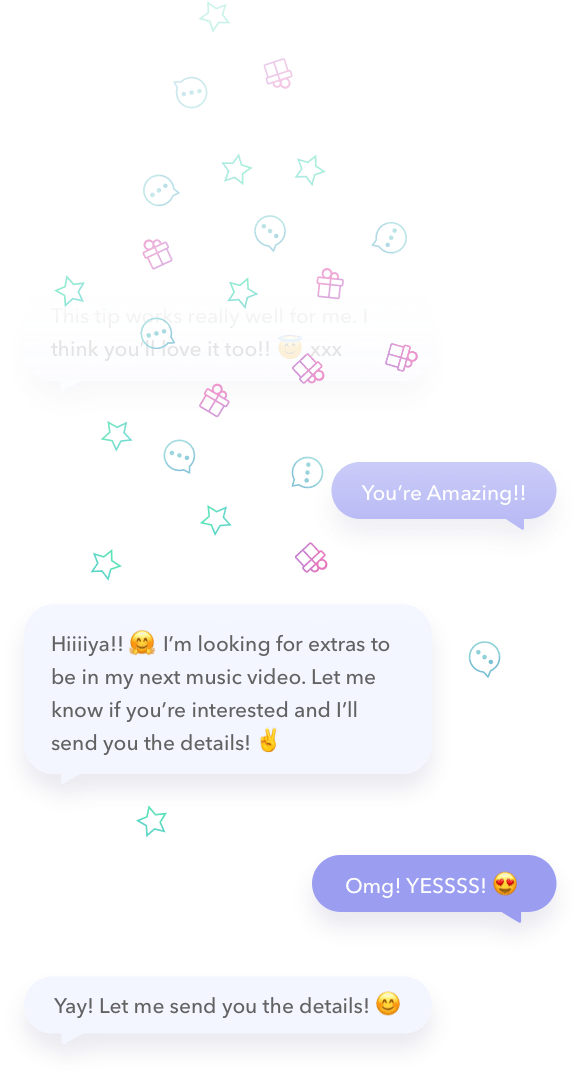 This tip works really well for me. I
think you'll love it too!! 😇 xxx
You're Amazing!!
Hiiiiya!! 🤗 I'm looking for extras to
be in my next music video. Let me
know if you're interested and I'll
send you the details! ✌️
Omg! YESSSS! 😍
Yay! Let me send you the details! 😊